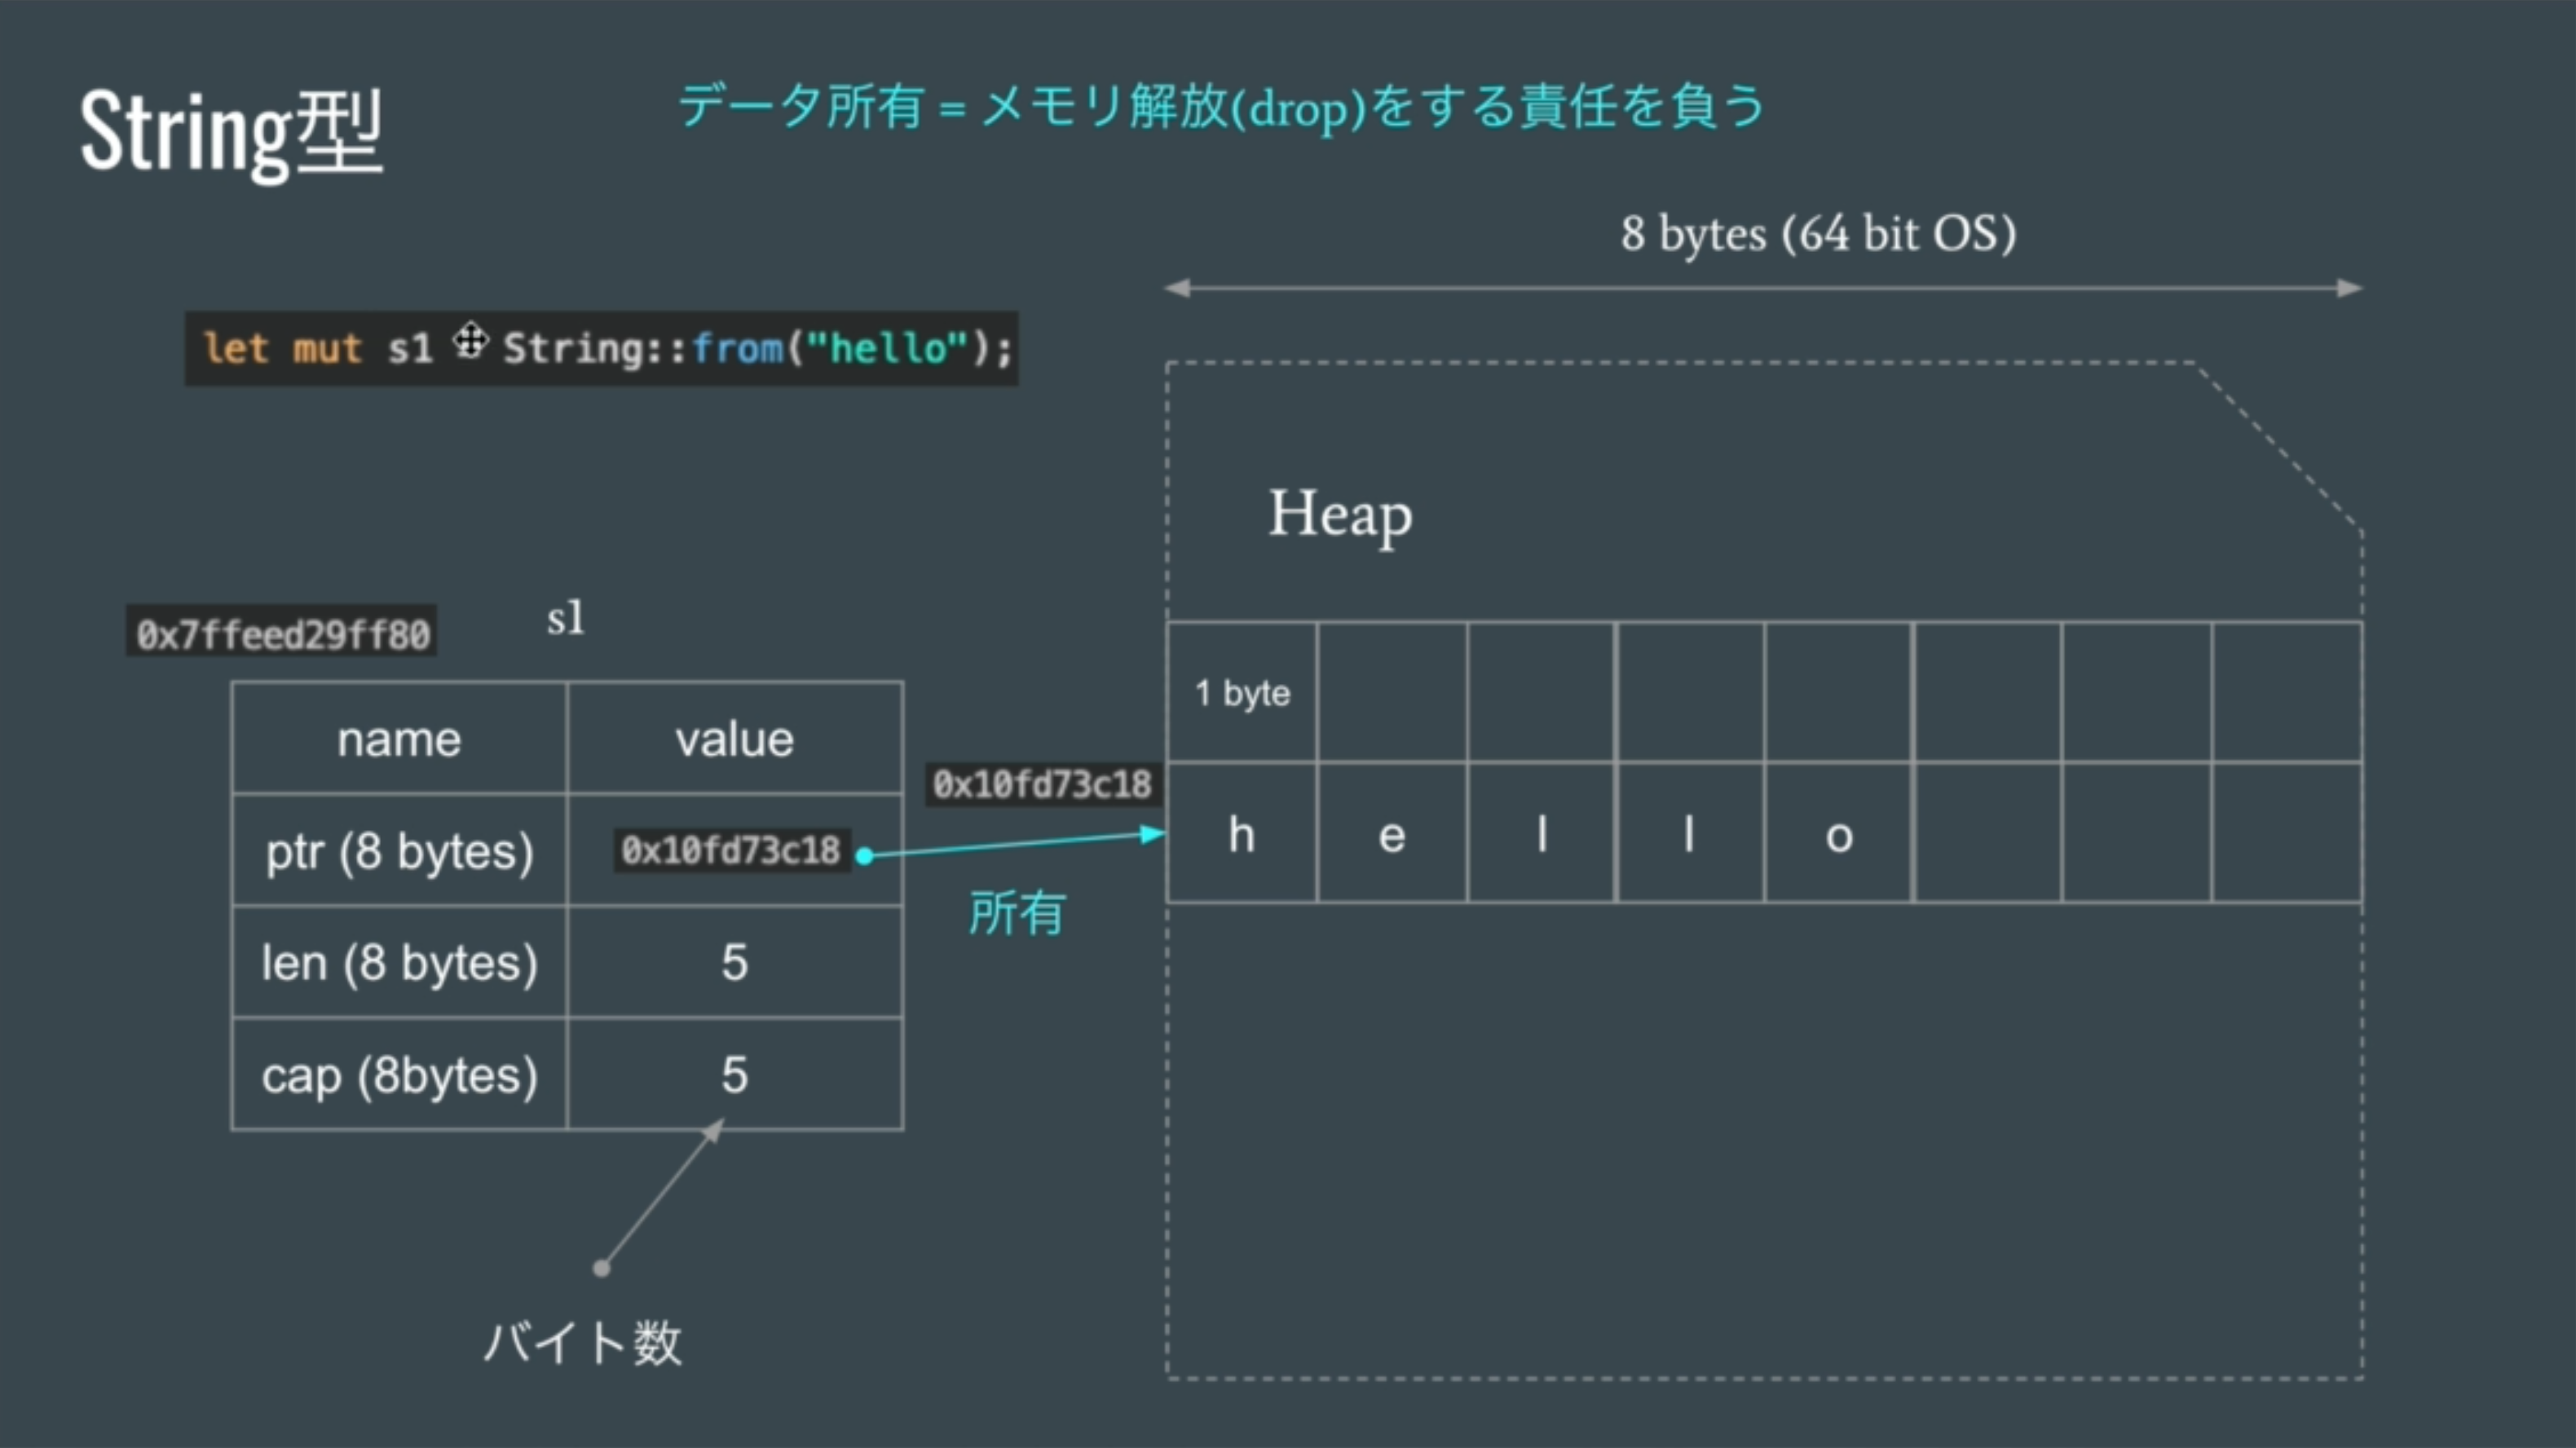 String型
データ所有 = メモリ解放(drop)をする責任を負う
8 bytes (64 bit OS)
let mut s1 String::from("hello");
Heap
0x7ffeed29ff80
s1
name value
ptr (8 bytes) 0x10fd73c18
len (8 bytes) 5
cap (8bytes) 5
バイト数
0x10fd73c18
所有
1 byte
h e l l o